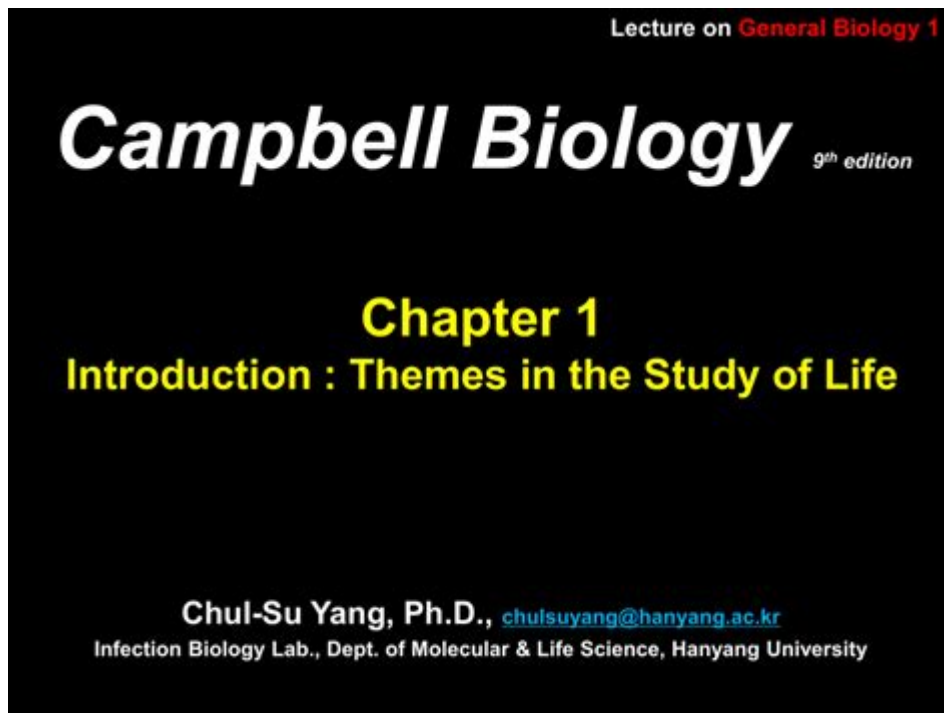 Lecture on General Biology 1
Campbell Biology 9th edition
Chapter 1
Introduction : Themes in the Study of Life
Chul-Su Yang, Ph.D., chulsuyang@hanyang.ac.kr
Infection Biology Lab., Dept. of Molecular & Life Science, Hanyang University